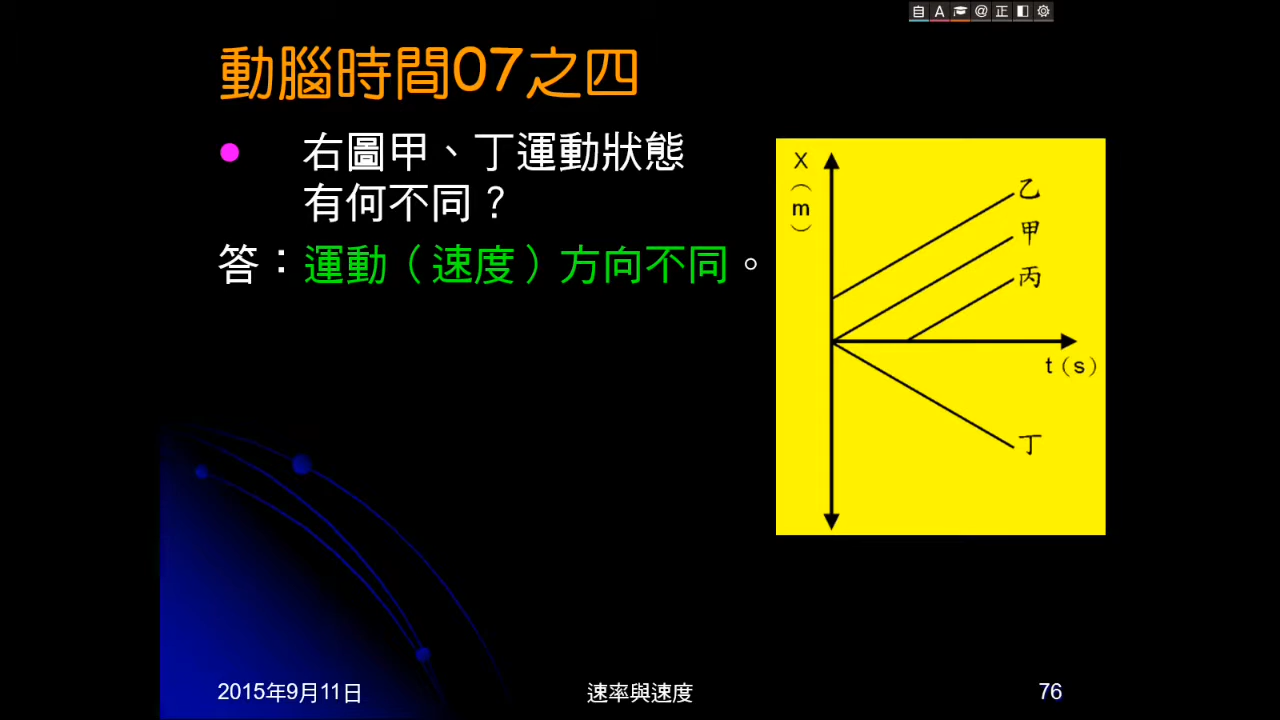 自 A @ 正
動腦時間07之四
右圖甲、丁運動狀態
有何不同？
答：運動（速度）方向不同。
X
（m）
乙
甲
丙
t（s）
丁
2015年9月11日
速率與速度
76